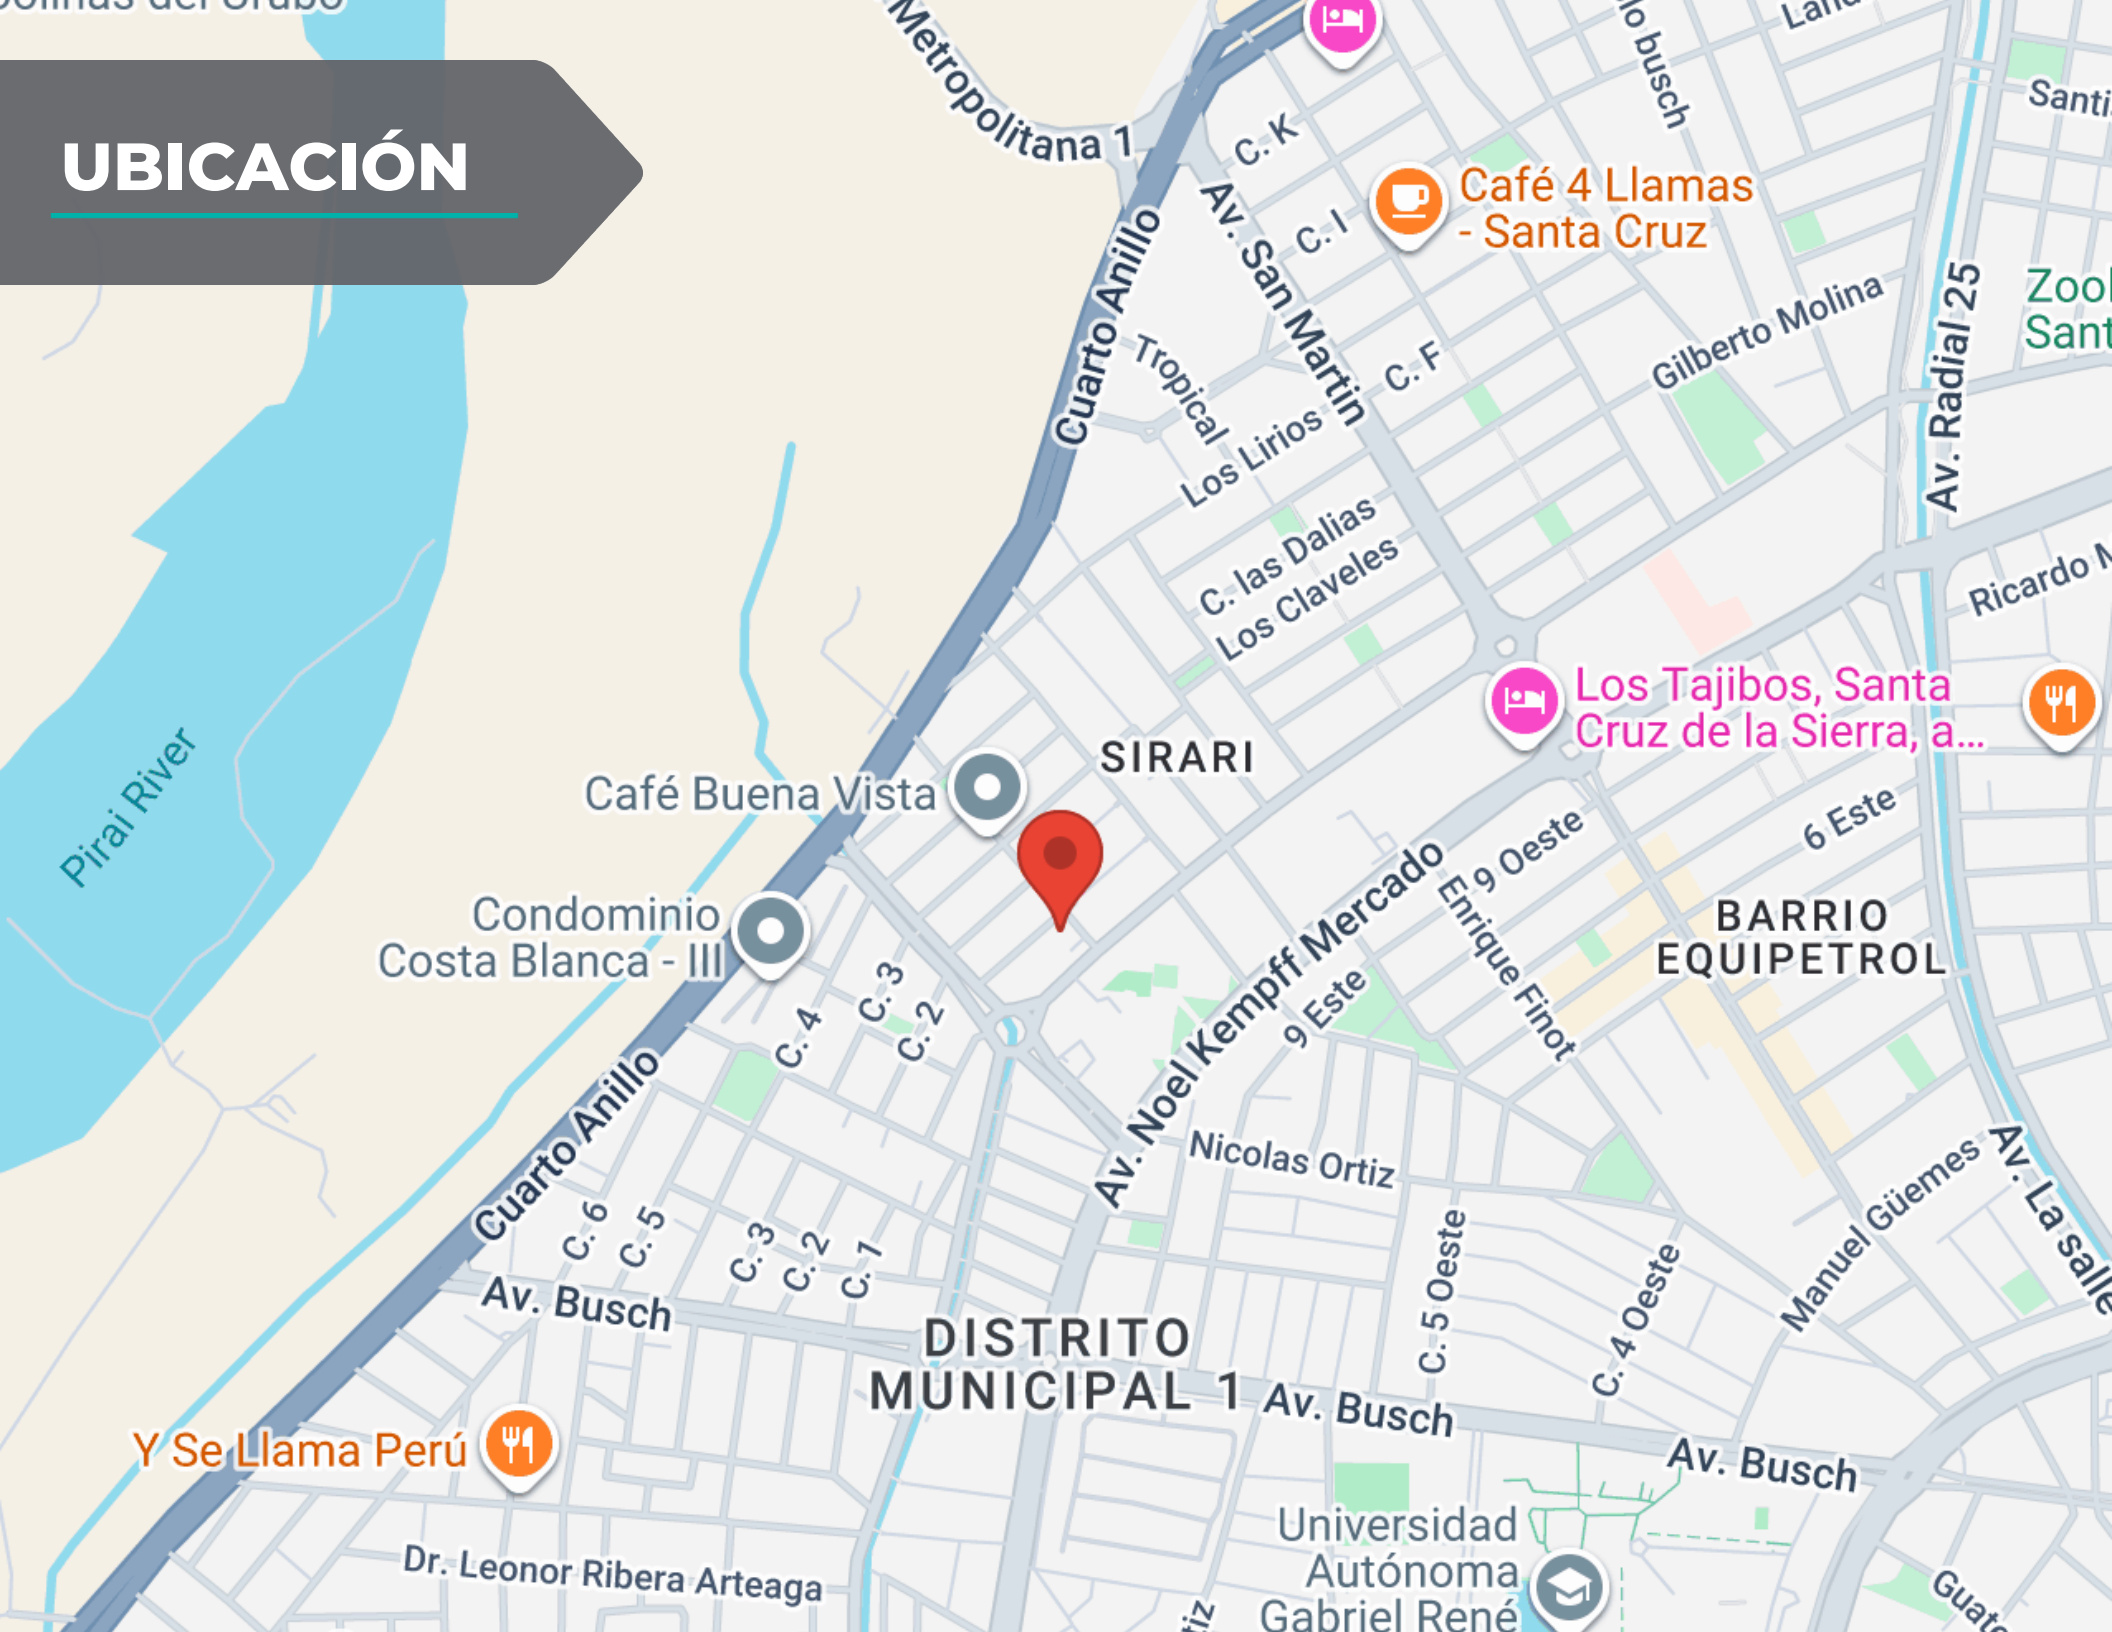 UBICACIÓN
Metropolitana 1
C. K
Café 4 Llamas
- Santa Cruz
C. I
Av. San Martin
Cuarto Anillo
Tropical
C. F
Los Lirios
Gilberto Molina
Av. Radial 25
C. las Dalias
Los Claveles
Los Tajibos, Santa
Cruz de la Sierra, a...
Pirai River
Café Buena Vista
SIRARI
Condominio
Costa Blanca - III
9 Oeste
6 Este
Av. Noel Kempff Mercado
Enrique Finot
BARRIO
EQUIPETROL
9 Este
C. 4
C. 3
C. 2
Cuarto Anillo
Nicolas Ortiz
C. 6
C. 5
C. 3
C. 2
C. 1
C. 5 Oeste
C. 4 Oeste
Manuel Güemes
Av. La salle
Av. Busch
DISTRITO
MUNICIPAL 1
Av. Busch
Av. Busch
Y Se Llama Perú
Dr. Leonor Ribera Arteaga
Universidad
Autónoma
Gabriel René